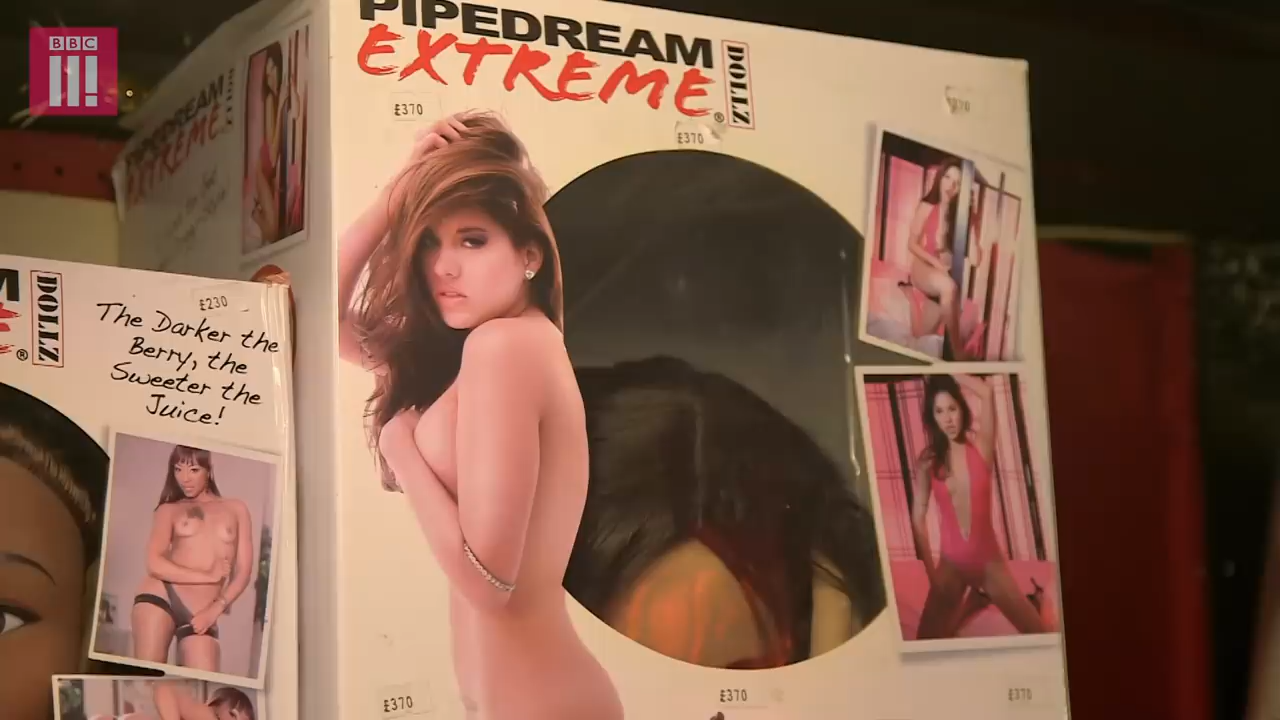 BBC
PIPEDREAM
EXTREME®
DOLLZ
£370
£370
£370
PIPEDREAM
EXTREME
DOLLZ
®
£230
The Darker the
Berry, the
Sweeter the
Juice!
£370
£370
£370